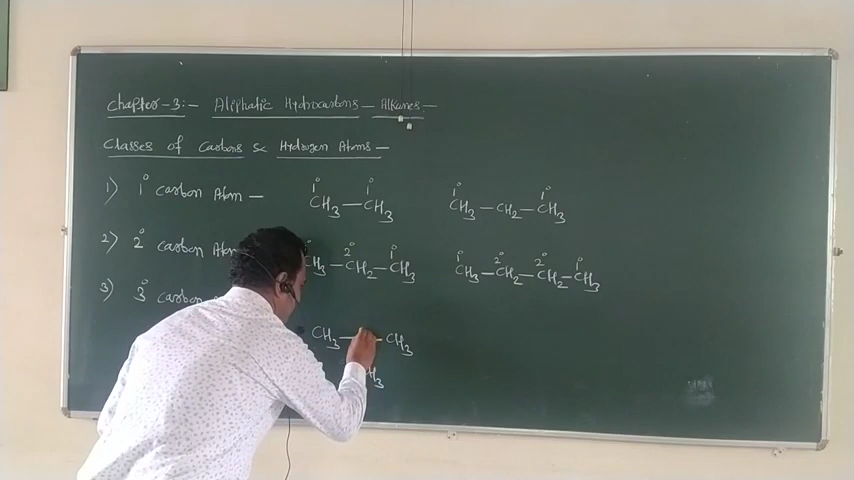 Chapter-3:- Aliphatic Hydrocarbons - Alkanes -
Classes of Carbons & Hydrogen Atoms -
1) 1° Carbon Atom - 1° 1° CH3 - CH3 1° 1° CH3 - CH2 - CH3
2) 2° Carbon Atom 2° 1° CH3 - CH2 - CH3 1° 2° 2° 1° CH3 - CH2 - CH2 - CH3
3) 3° Carbon
CH3 - CH3
H3